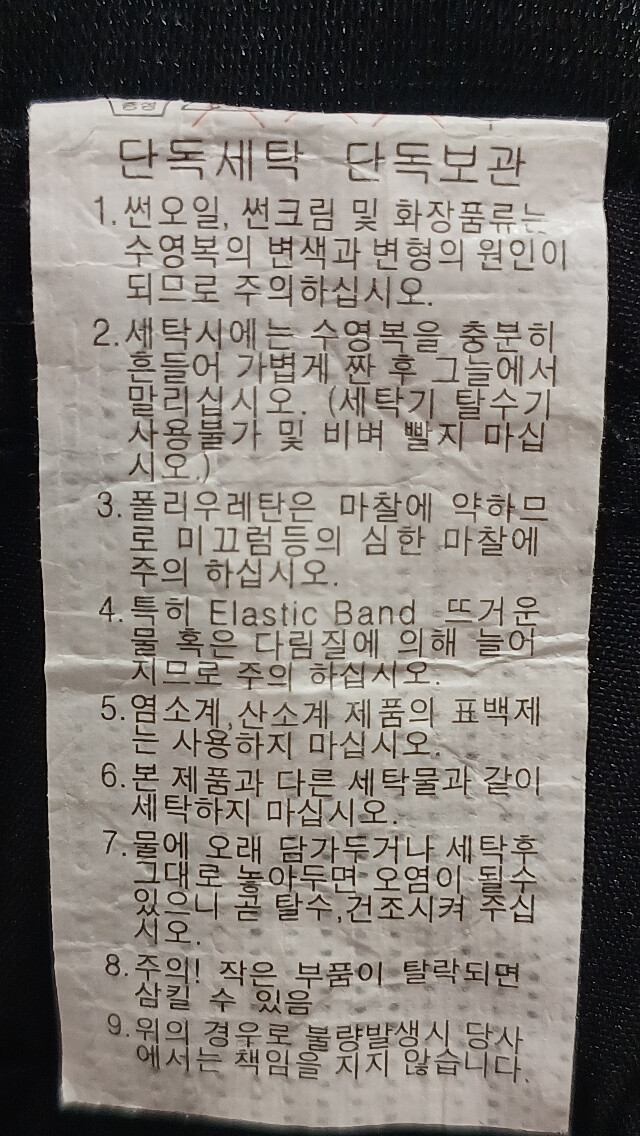 중성
단독세탁 단독보관
1. 썬오일, 썬크림 및 화장품류는
수영복의 변색과 변형의 원인이
되므로 주의하십시오.
2. 세탁시에는 수영복을 충분히
흔들어 가볍게 짠 후 그늘에서
말리십시오. (세탁기 탈수기
사용불가 및 비벼 빨지 마십
시오.)
3. 폴리우레탄은 마찰에 약하므
로 미끄럼등의 심한 마찰에
주의 하십시오.
4. 특히 Elastic Band 뜨거운
물 혹은 다림질에 의해 늘어
지므로 주의 하십시오.
5. 염소계,산소계 제품의 표백제
는 사용하지 마십시오.
6. 본 제품과 다른 세탁물과 같이
세탁하지 마십시오.
7. 물에 오래 담가두거나 세탁후
그대로 놓아두면 오염이 될수
있으니 곧 탈수,건조시켜 주십
시오.
8. 주의! 작은 부품이 탈락되면
삼킬 수 있음
9. 위의 경우로 불량발생시 당사
에서는 책임을 지지 않습니다.